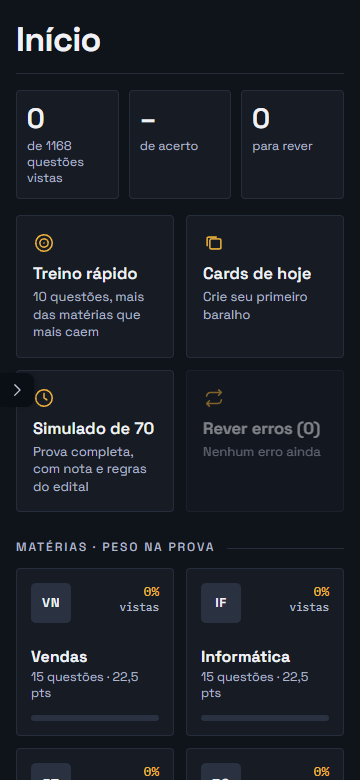 Início
0
de 1168
questões
vistas
–
de acerto
0
para rever
Treino rápido
10 questões, mais
das matérias que
mais caem
Cards de hoje
Crie seu primeiro
baralho
Simulado de 70
Prova completa,
com nota e regras
do edital
Rever erros (0)
Nenhum erro ainda
MATÉRIAS · PESO NA PROVA
VN
0%
vistas
Vendas
15 questões · 22,5
pts
IF
0%
vistas
Informática
15 questões · 22,5
pts
0%
0%